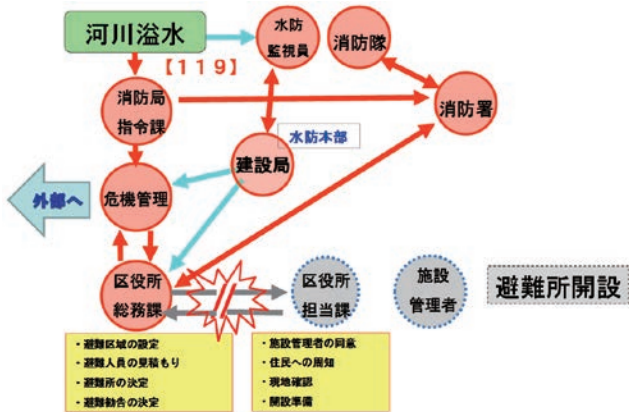 河川溢水
水防
監視員
消防隊
【119】
消防局
指令課
消防署
水防本部
建設局
外部へ
危機管理
区役所
総務課
区役所
担当課
施設
管理者
避難所開設
・避難区域の設定
・避難人員の見積もり
・避難所の決定
・避難勧告の決定
・施設管理者の同意
・住民への周知
・現地確認
・開設準備